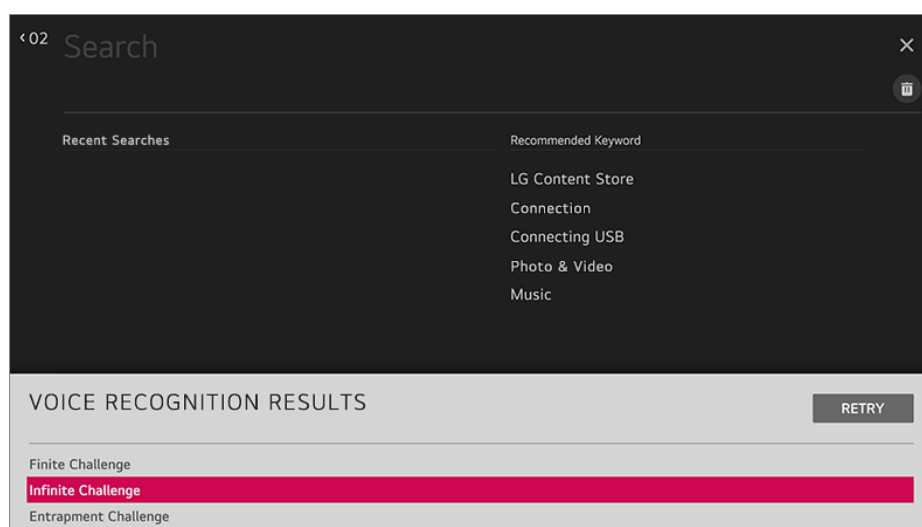 ‹ 02
Search
Recent Searches
Recommended Keyword
LG Content Store
Connection
Connecting USB
Photo & Video
Music
VOICE RECOGNITION RESULTS
RETRY
Finite Challenge
Infinite Challenge
Entrapment Challenge